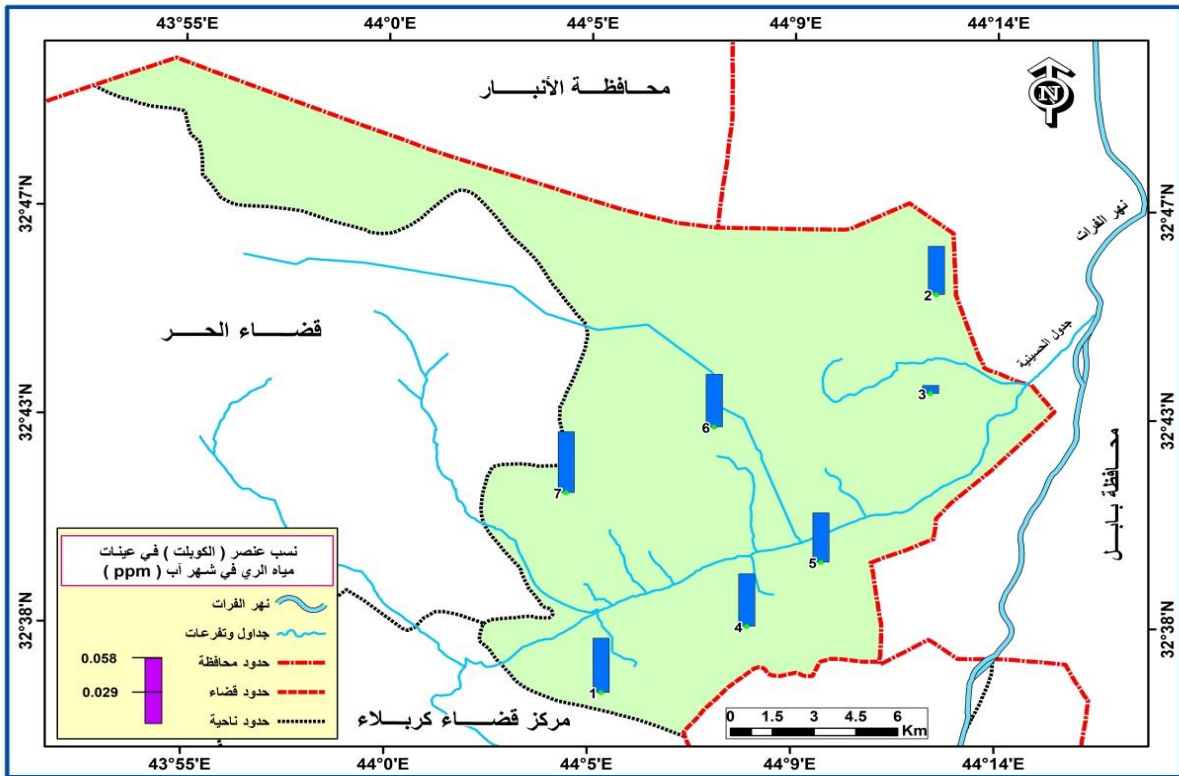 43°55'E 44°0'E 44°5'E 44°9'E 44°14'E
محافظة الأنبار
N
32°47'N 32°47'N
نهر الفرات
2
جدول الحسينية
قضاء الحر
3
32°43'N 32°43'N
6
7
محافظة بابل
5
4
32°38'N 32°38'N
1
مركز قضاء كربلاء
نسب عنصر ( الكوبلت ) في عينات
مياه الري في شهر آب ( ppm )
نهر الفرات
جداول وتفرعات
حدود محافظة
حدود قضاء
حدود ناحية
0.058
0.029
0 1.5 3 4.5 6
Km
43°55'E 44°0'E 44°5'E 44°9'E 44°14'E